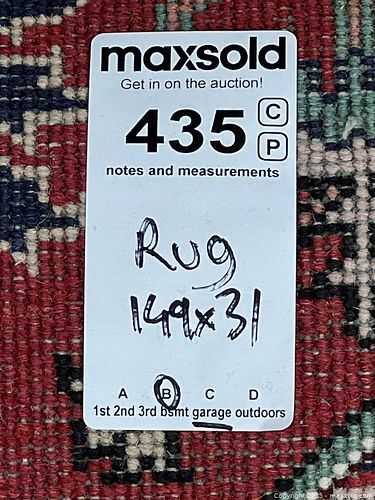 maxsold
Get in on the auction!
435 C
P
notes and measurements
Rug
149x31
A B C D
1st 2nd 3rd bsmt garage outdoors